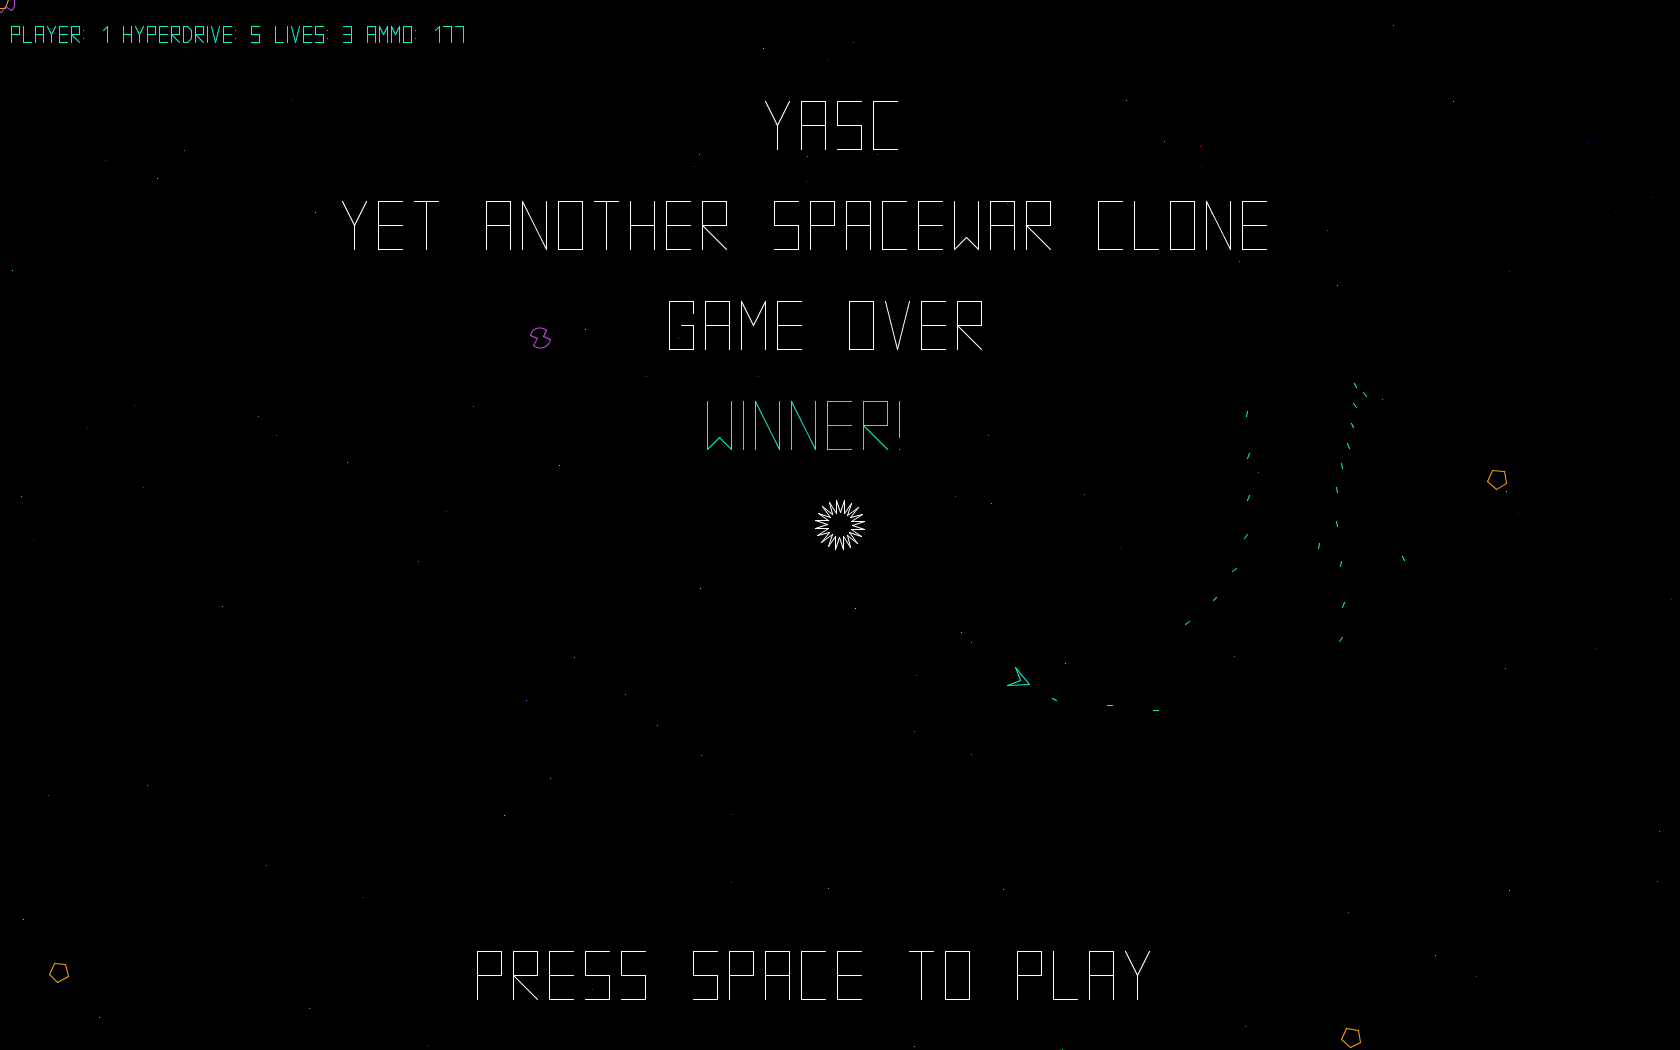 PLAYER: 1 HYPERDRIVE: 5 LIVES: 3 AMMO: 177
YASC
YET ANOTHER SPACEWAR CLONE
GAME OVER
WINNER!
PRESS SPACE TO PLAY